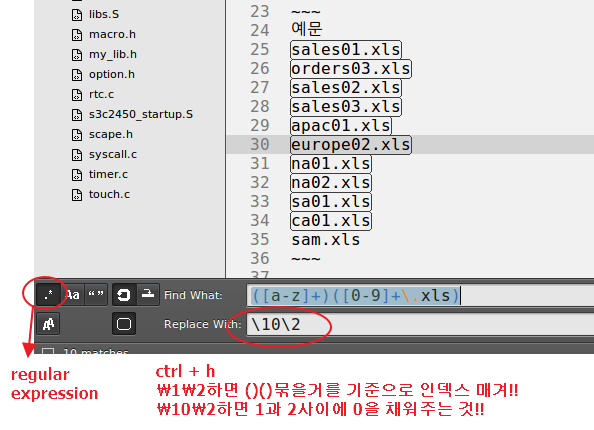 libs.S
macro.h
my_lib.h
option.h
rtc.c
s3c2450_startup.S
scape.h
syscall.c
timer.c
touch.c
23 ~~~
24 예문
25 sales01.xls
26 orders03.xls
27 sales02.xls
28 sales03.xls
29 apac01.xls
30 europe02.xls
31 na01.xls
32 na02.xls
33 sa01.xls
34 ca01.xls
35 sam.xls
36 ~~~
37
.* Aa “” Find What: ([a-z]+)([0-9]+\.xls)
Replace With: \10\2
10 matches
regular
expression
ctrl + h
₩1₩2하면 ()()묶을거를 기준으로 인덱스 매겨!!
₩10₩2하면 1과 2사이에 0을 채워주는 것!!